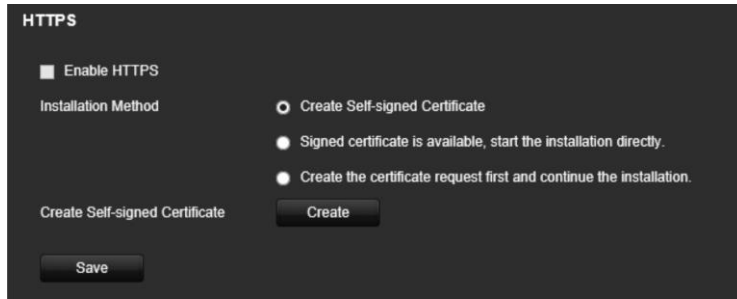 HTTPS
Enable HTTPS
Installation Method
Create Self-signed Certificate
Signed certificate is available, start the installation directly.
Create the certificate request first and continue the installation.
Create Self-signed Certificate
Create
Save